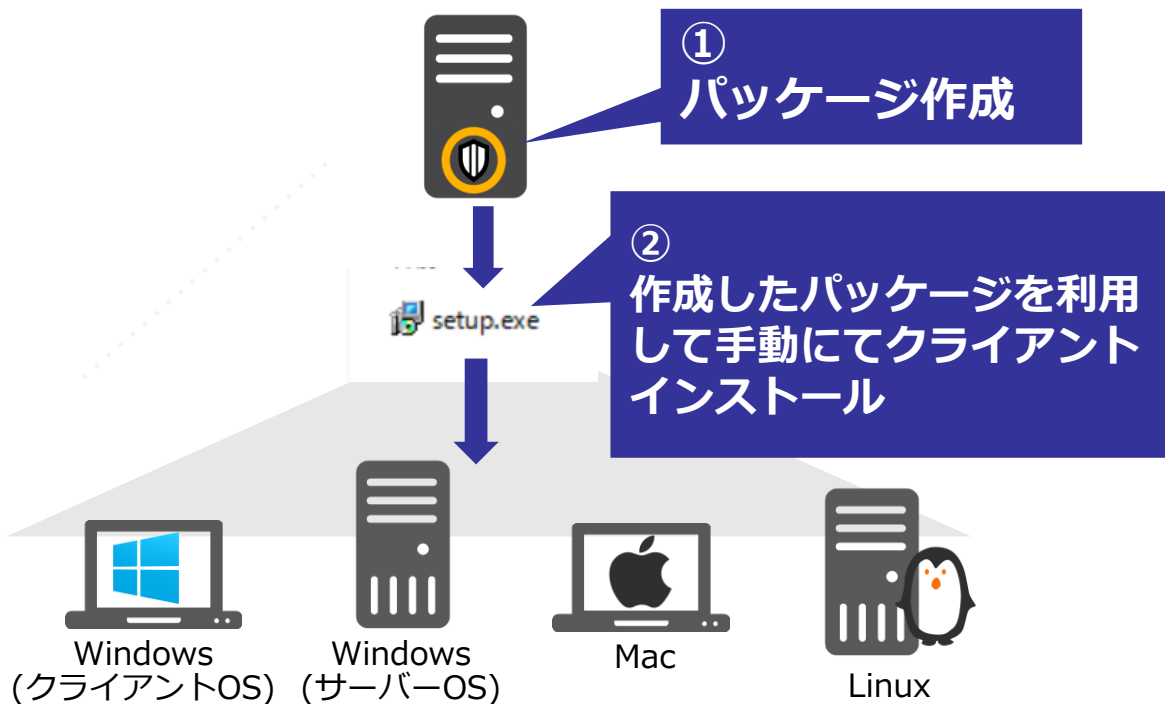 ①
パッケージ作成
②
作成したパッケージを利用
して手動にてクライアント
インストール
setup.exe
Windows
(クライアントOS)
Windows
(サーバーOS)
Mac
Linux